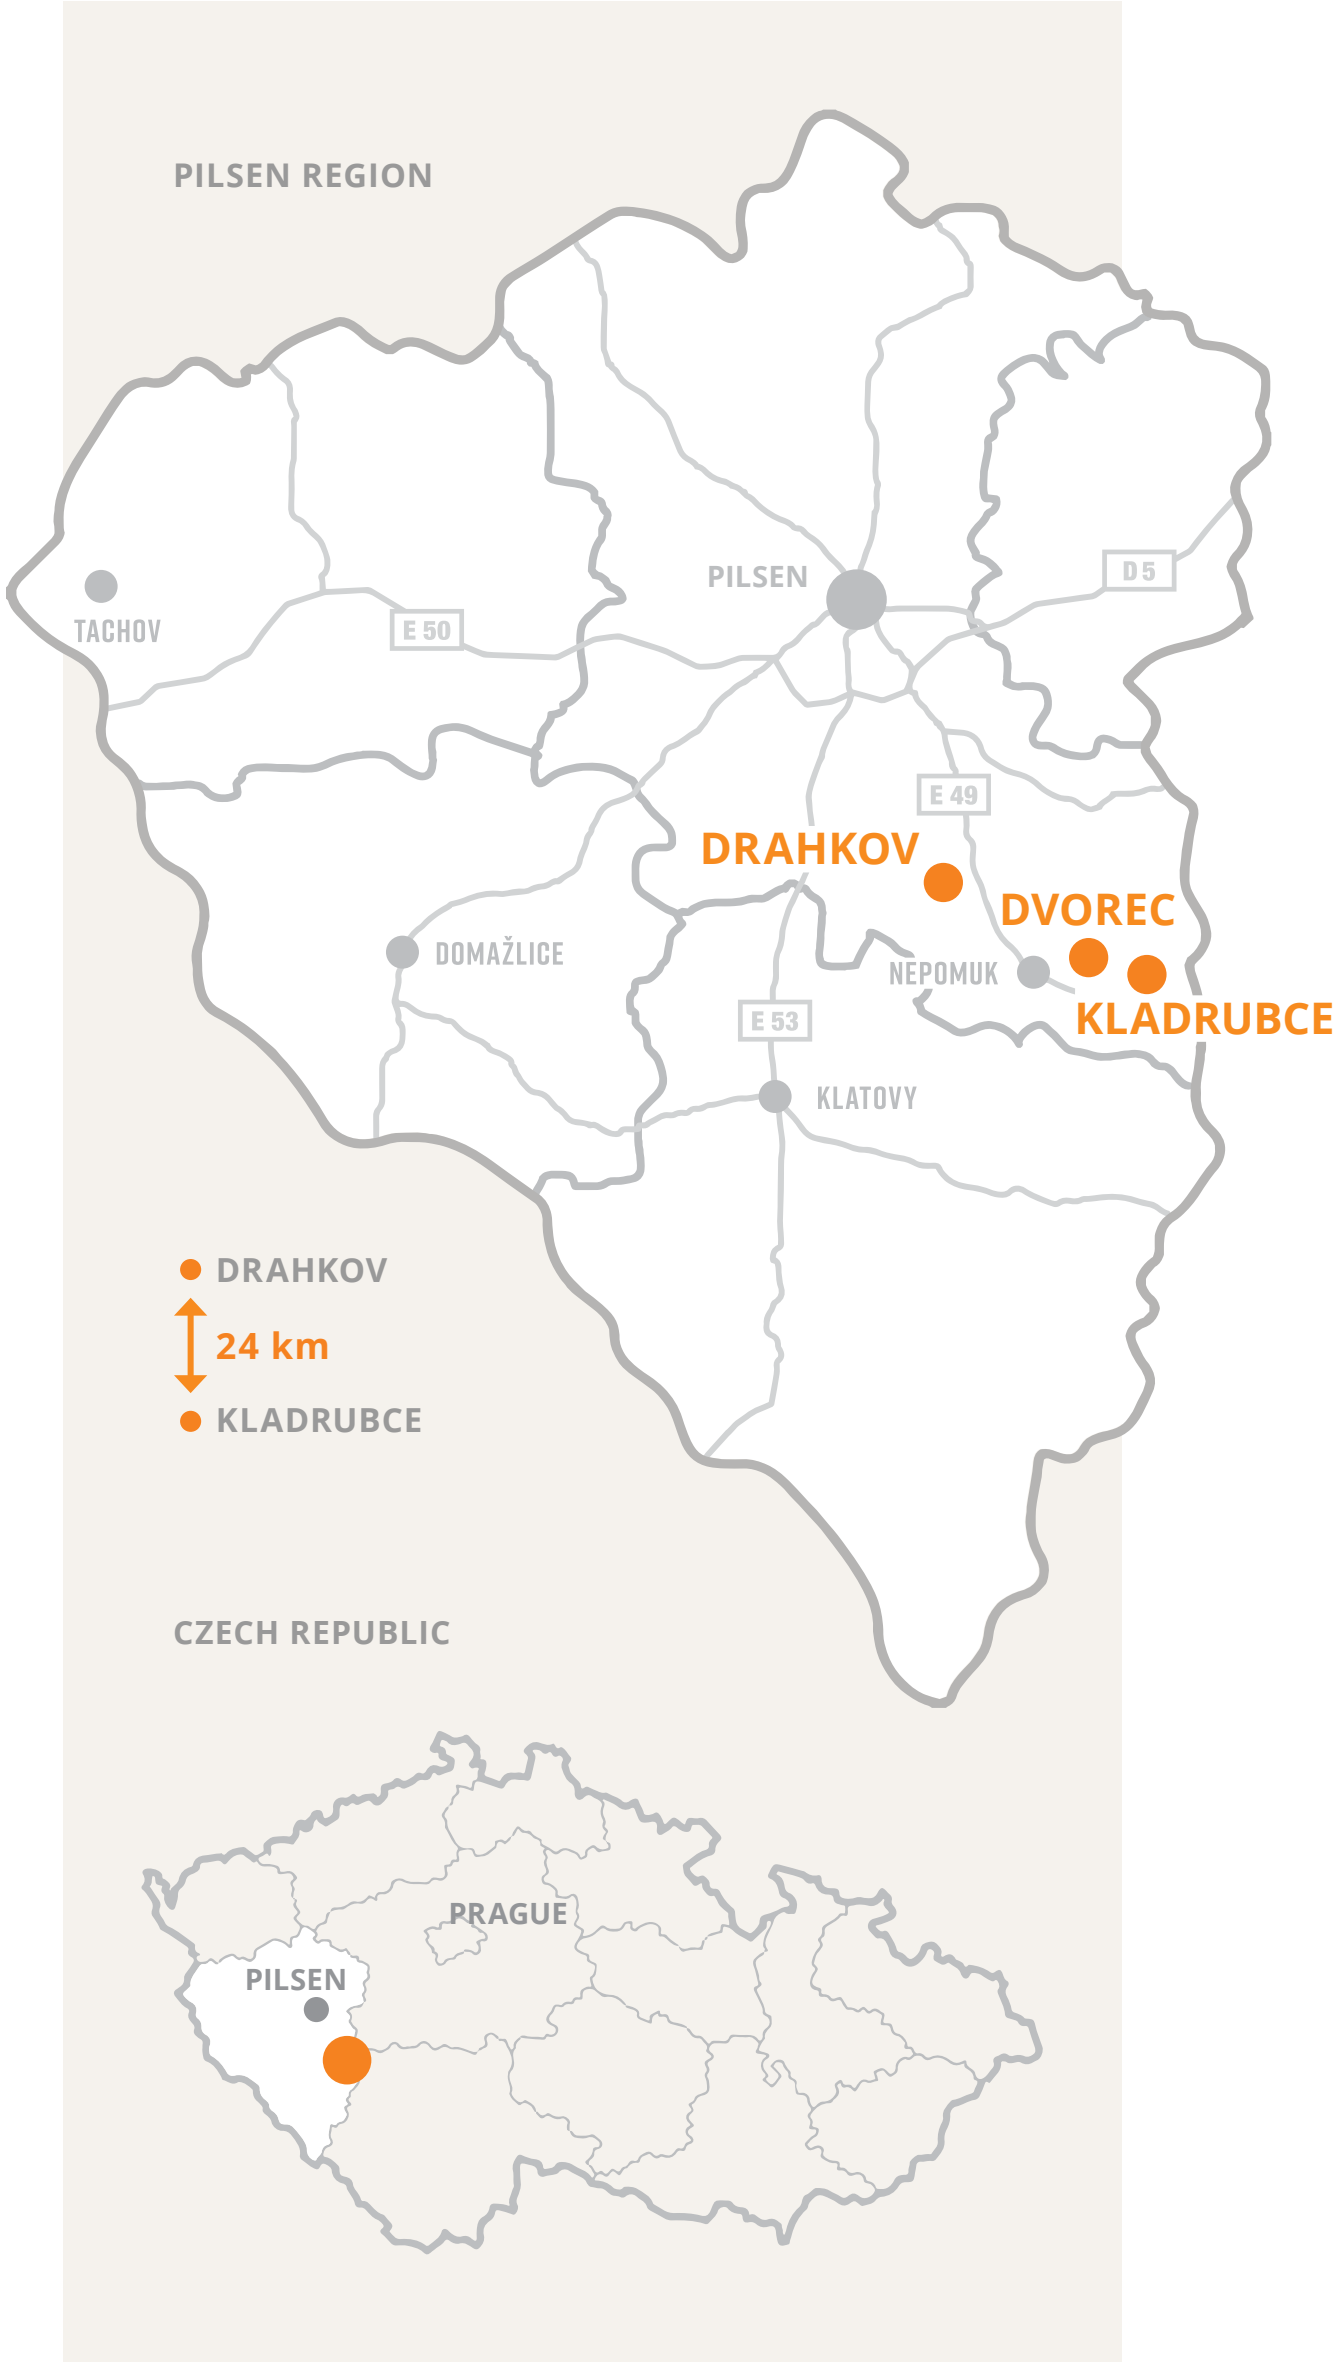 PILSEN REGION
PILSEN
D 5
TACHOV
E 50
E 49
DRAHKOV
DVOREC
DOMAŽLICE
NEPOMUK
KLADRUBCE
E 53
KLATOVY
DRAHKOV
24 km
KLADRUBCE
CZECH REPUBLIC
PRAGUE
PILSEN